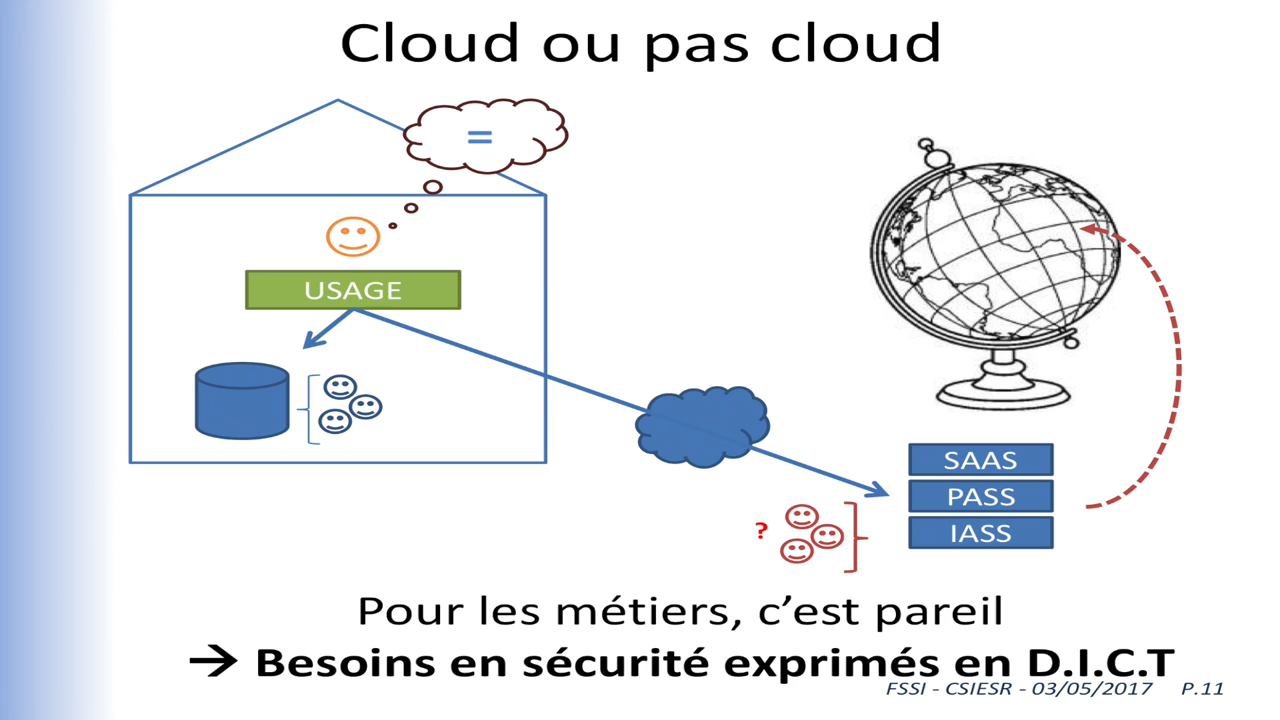 Cloud ou pas cloud
=
USAGE
SAAS
PASS
IASS
?
Pour les métiers, c’est pareil
→ Besoins en sécurité exprimés en D.I.C.T
FSSI - CSIESR - 03/05/2017 P.11